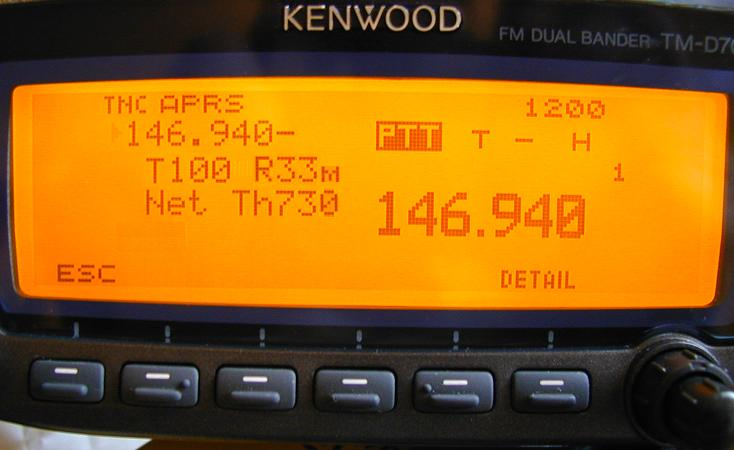 KENWOOD
FM DUAL BANDER TM-D70
TNC APRS 1200
146.940- PTT T - H
T100 R33m 1
Net Th730 146.940
ESC DETAIL